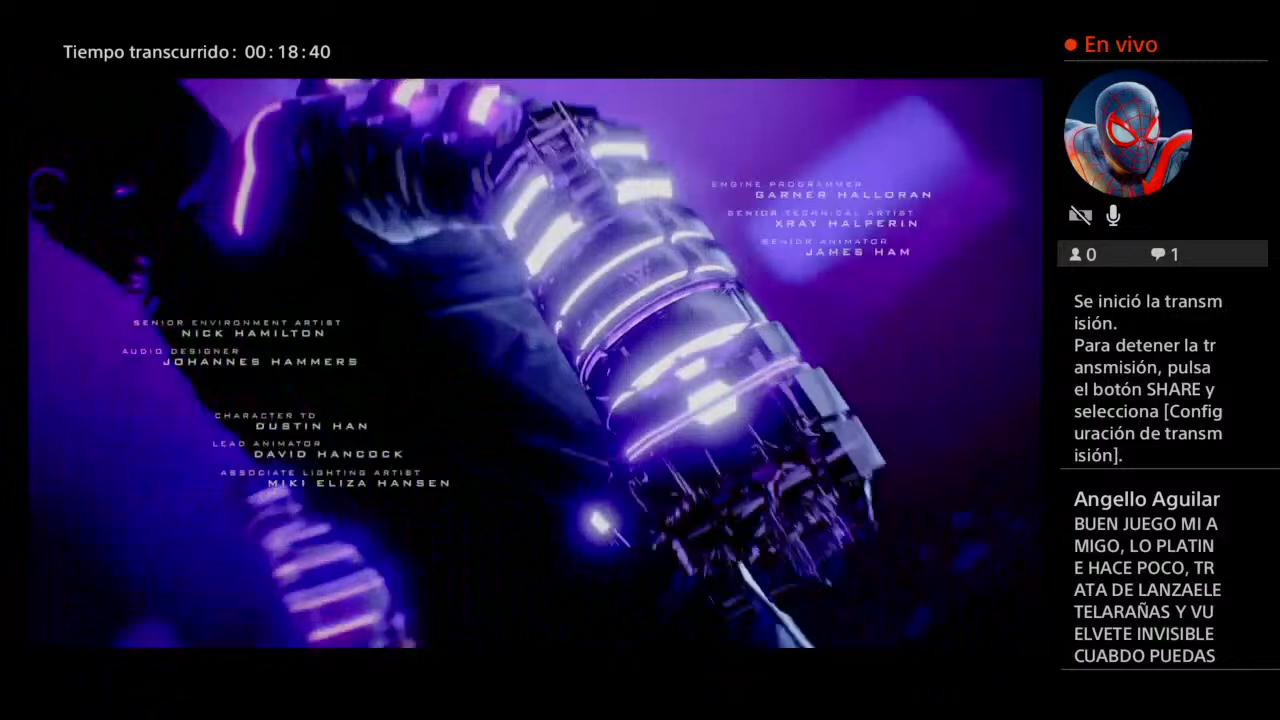 Tiempo transcurrido: 00:18:40
En vivo
ENGINE PROGRAMMER
GARNER HALLORAN
SENIOR TECHNICAL ARTIST
XRAY HALPERIN
SENIOR ANIMATOR
JAMES HAM
SENIOR ENVIRONMENT ARTIST
NICK HAMILTON
AUDIO DESIGNER
JOHANNES HAMMERS
CHARACTER TD
DUSTIN HAN
LEAD ANIMATOR
DAVID HANCOCK
ASSOCIATE LIGHTING ARTIST
MIKI ELIZA HANSEN
0
1
Se inició la transm
isión.
Para detener la tr
ansmisión, pulsa
el botón SHARE y
selecciona [Config
uración de transm
isión].
Angello Aguilar
BUEN JUEGO MI A
MIGO, LO PLATIN
E HACE POCO, TR
ATA DE LANZAELE
TELARAÑAS Y VU
ELVETE INVISIBLE
CUABDO PUEDAS